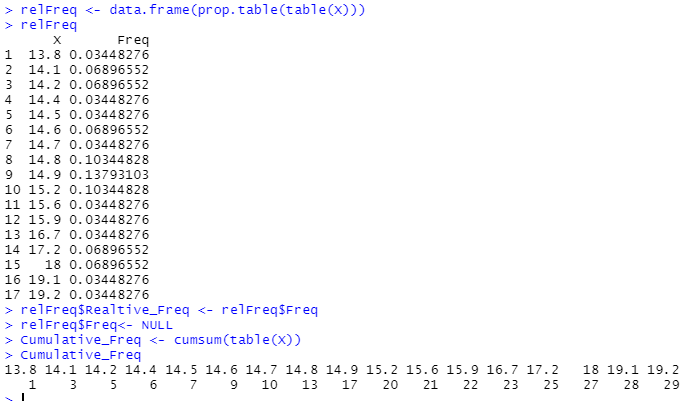 > relFreq <- data.frame(prop.table(table(X)))
> relFreq
      X       Freq
1  13.8 0.03448276
2  14.1 0.06896552
3  14.2 0.06896552
4  14.4 0.03448276
5  14.5 0.03448276
6  14.6 0.06896552
7  14.7 0.03448276
8  14.8 0.10344828
9  14.9 0.13793103
10 15.2 0.10344828
11 15.6 0.03448276
12 15.9 0.03448276
13 16.7 0.03448276
14 17.2 0.06896552
15   18 0.06896552
16 19.1 0.03448276
17 19.2 0.03448276
> relFreq$Realtive_Freq <- relFreq$Freq
> relFreq$Freq<- NULL
> Cumulative_Freq <- cumsum(table(X))
> Cumulative_Freq
13.8 14.1 14.2 14.4 14.5 14.6 14.7 14.8 14.9 15.2 15.6 15.9 16.7 17.2   18 19.1 19.2
   1    3    5    6    7    9   10   13   17   20   21   22   23   25   27   28   29
>